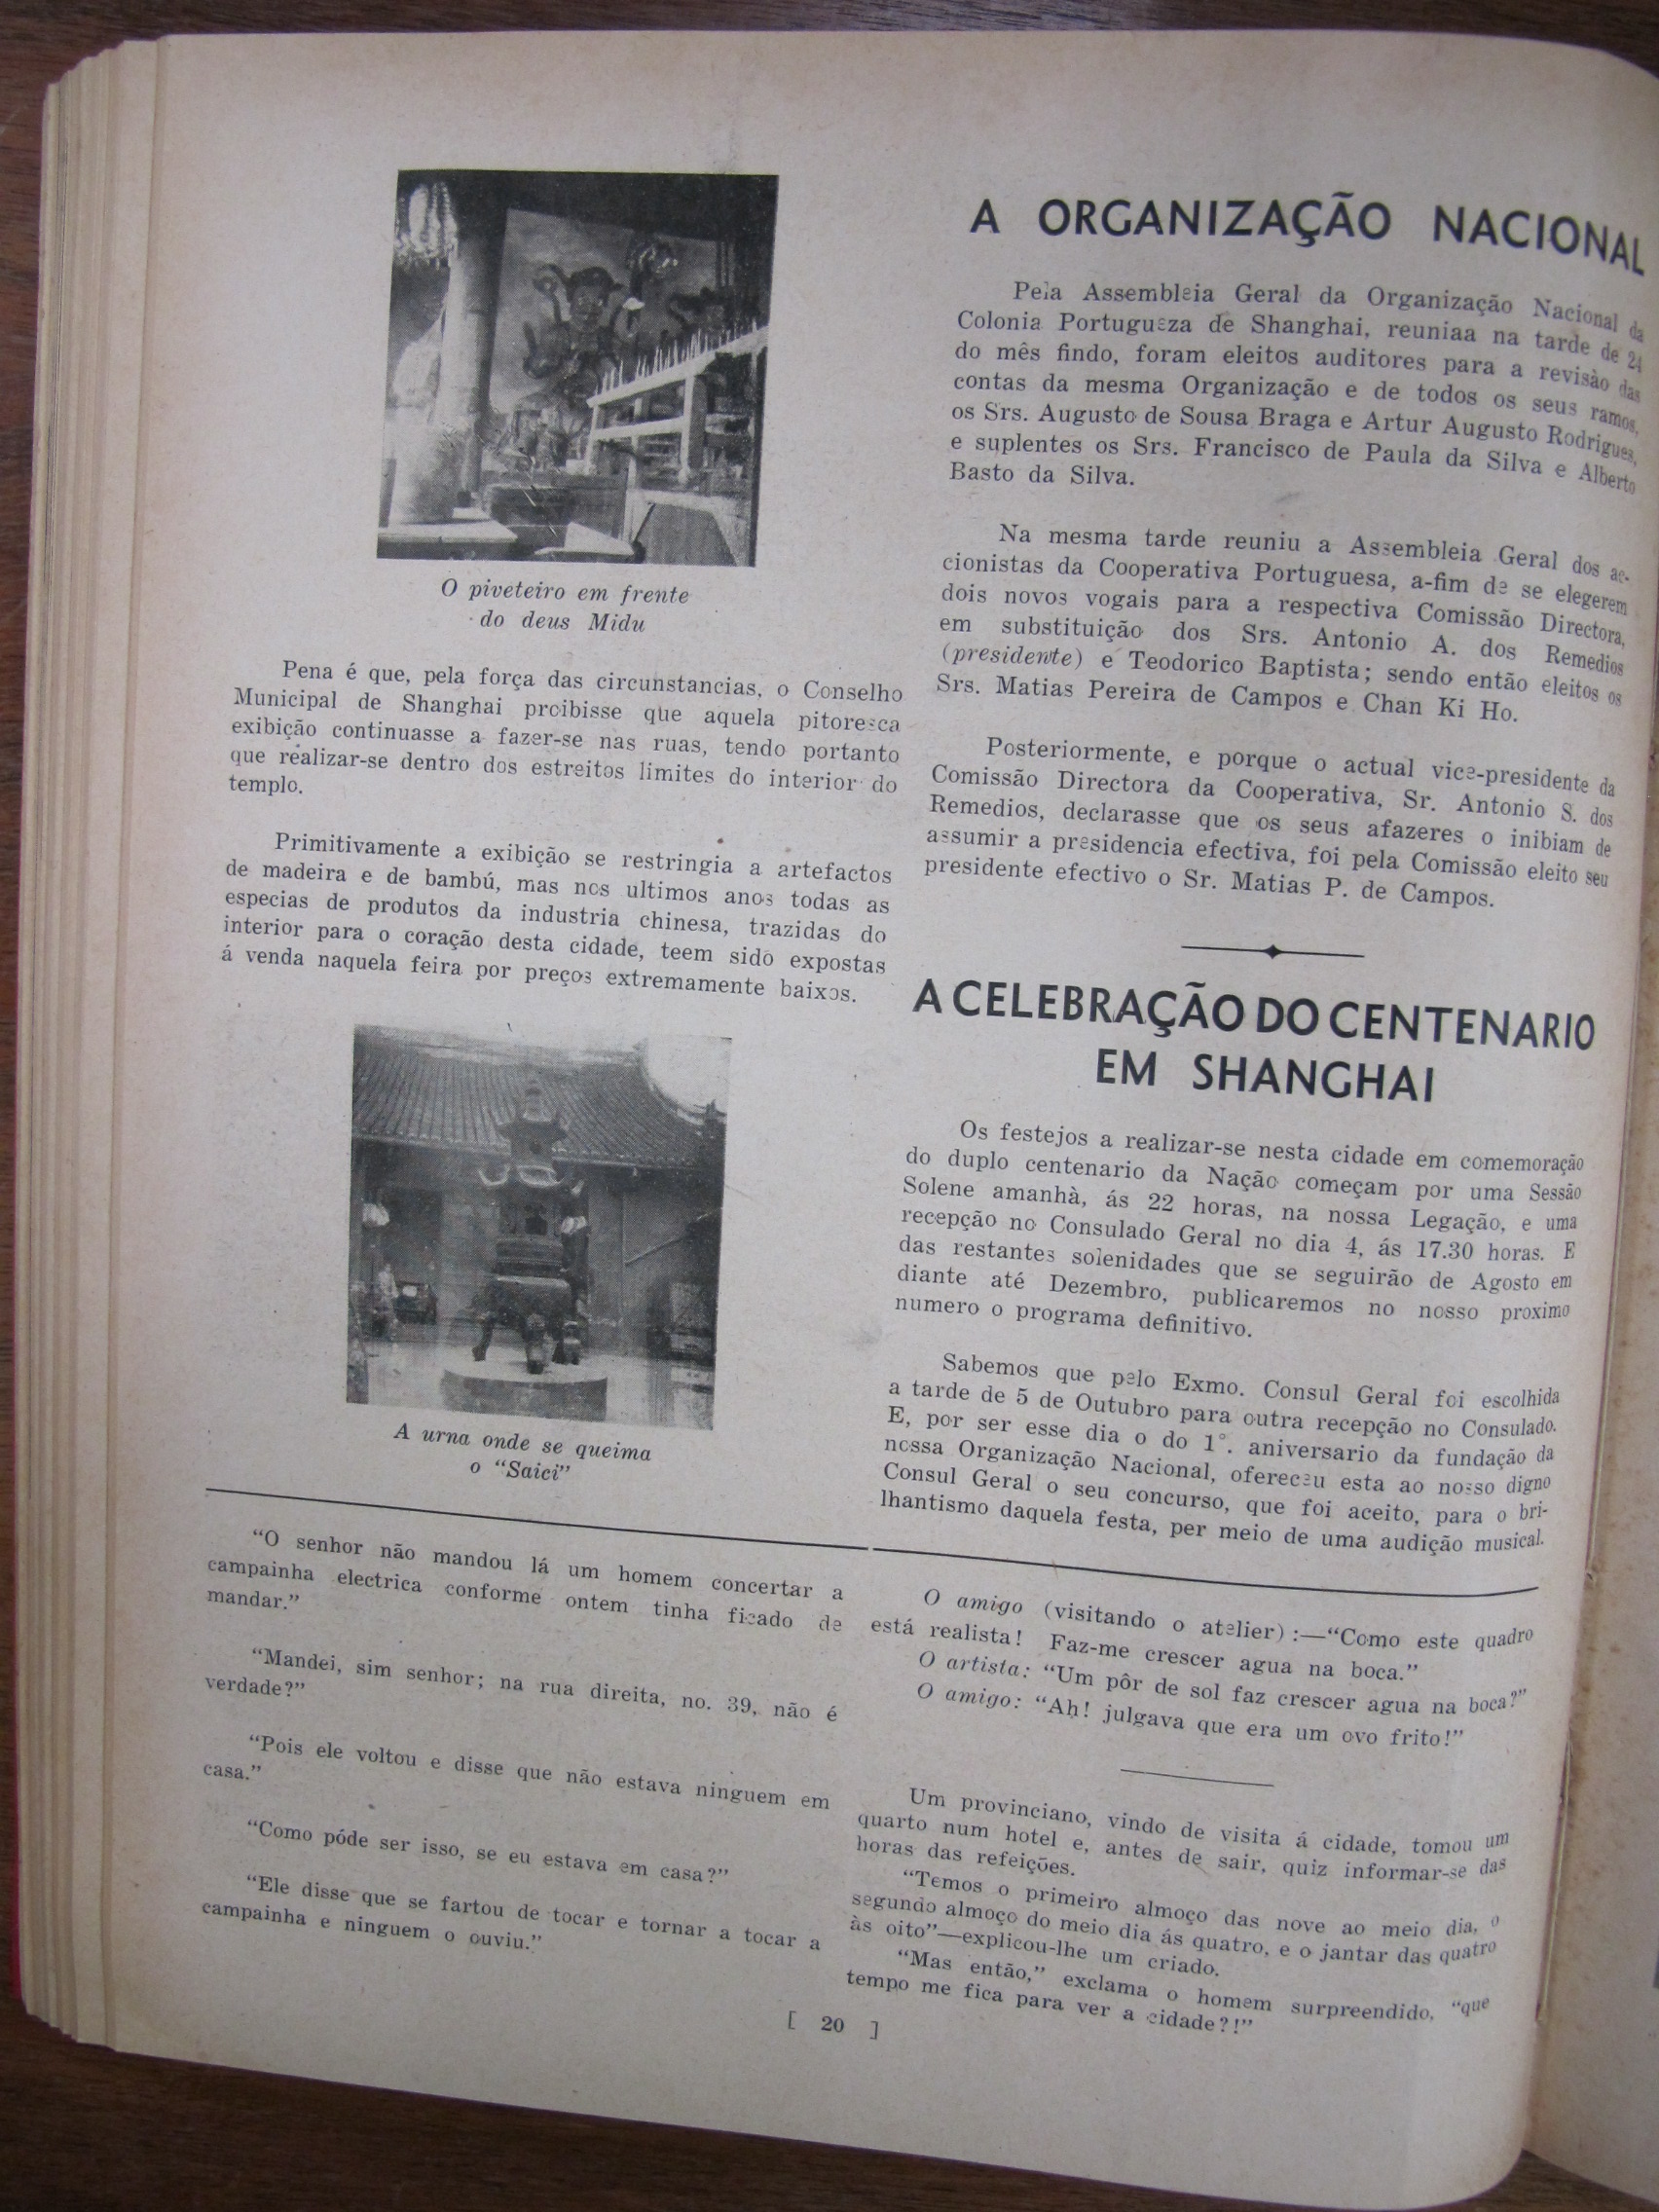 O piveteiro em frente
do deus Midu
Pena é que, pela força das circunstancias, o Conselho
Municipal de Shanghai proibisse que aquela pitoresca
exibição continuasse a fazer-se nas ruas, tendo portanto
que realizar-se dentro dos estreitos limites do interior do
templo.
Primitivamente a exibição se restringia a artefactos
de madeira e de bambú, mas nos ultimos anos todas as
especias de produtos da industria chinesa, trazidas do
interior para o coração desta cidade, teem sido expostas
á venda naquela feira por preços extremamente baixos.
A urna onde se queima
o “Saici”
A ORGANIZAÇÃO NACIONAL
Pela Assembleia Geral da Organização Nacional da
Colonia Portugueza de Shanghai, reuniaa na tarde de 24
do mês findo, foram eleitos auditores para a revisào das
contas da mesma Organização e de todos os seus ramos,
os Srs. Augusto de Sousa Braga e Artur Augusto Rodrigues,
e suplentes os Srs. Francisco de Paula da Silva e Alberto
Basto da Silva.
Na mesma tarde reuniu a Assembleia Geral dos ac-
cionistas da Cooperativa Portuguesa, a-fim de se elegerem
dois novos vogais para a respectiva Comissão Directora,
em substituição dos Srs. Antonio A. dos Remedios
(presidente) e Teodorico Baptista; sendo então eleitos os
Srs. Matias Pereira de Campos e Chan Ki Ho.
Posteriormente, e porque o actual vice-presidente da
Comissão Directora da Cooperativa, Sr. Antonio S. dos
Remedios, declarasse que os seus afazeres o inibiam de
assumir a presidencia efectiva, foi pela Comissão eleito seu
presidente efectivo o Sr. Matias P. de Campos.
A CELEBRAÇÃO DO CENTENARIO
EM SHANGHAI
Os festejos a realizar-se nesta cidade em comemoração
do duplo centenario da Nação começam por uma Sessão
Solene amanhà, ás 22 horas, na nossa Legação, e uma
recepção no Consulado Geral no dia 4, ás 17.30 horas. E
das restantes solenidades que se seguirão de Agosto em
diante até Dezembro, publicaremos no nosso proximo
numero o programa definitivo.
Sabemos que pelo Exmo. Consul Geral foi escolhida
a tarde de 5 de Outubro para outra recepção no Consulado.
E, por ser esse dia o do 1°. aniversario da fundação da
nossa Organização Nacional, ofereceu esta ao nosso digno
Consul Geral o seu concurso, que foi aceito, para o bri-
lhantismo daquela festa, per meio de uma audição musical.
“O senhor não mandou lá um homem concertar a
campainha electrica conforme ontem tinha ficado de
mandar.”
“Mandei, sim senhor; na rua direita, no. 39, não é
verdade?”
“Pois ele voltou e disse que não estava ninguem em
casa.”
“Como póde ser isso, se eu estava em casa?”
“Ele disse que se fartou de tocar e tornar a tocar a
campainha e ninguem o ouviu.”
O amigo (visitando o atelier):—“Como este quadro
está realista! Faz-me crescer agua na boca.”
O artista: “Um pôr de sol faz crescer agua na boca?”
O amigo: “Ah! julgava que era um ovo frito!”
Um provinciano, vindo de visita á cidade, tomou um
quarto num hotel e, antes de sair, quiz informar-se das
horas das refeições.
“Temos o primeiro almoço das nove ao meio dia, o
segundo almoço do meio dia ás quatro, e o jantar das quatro
às oito”—explicou-lhe um criado.
“Mas então,” exclama o homem surpreendido, “que
tempo me fica para ver a cidade?!”
[ 20 ]